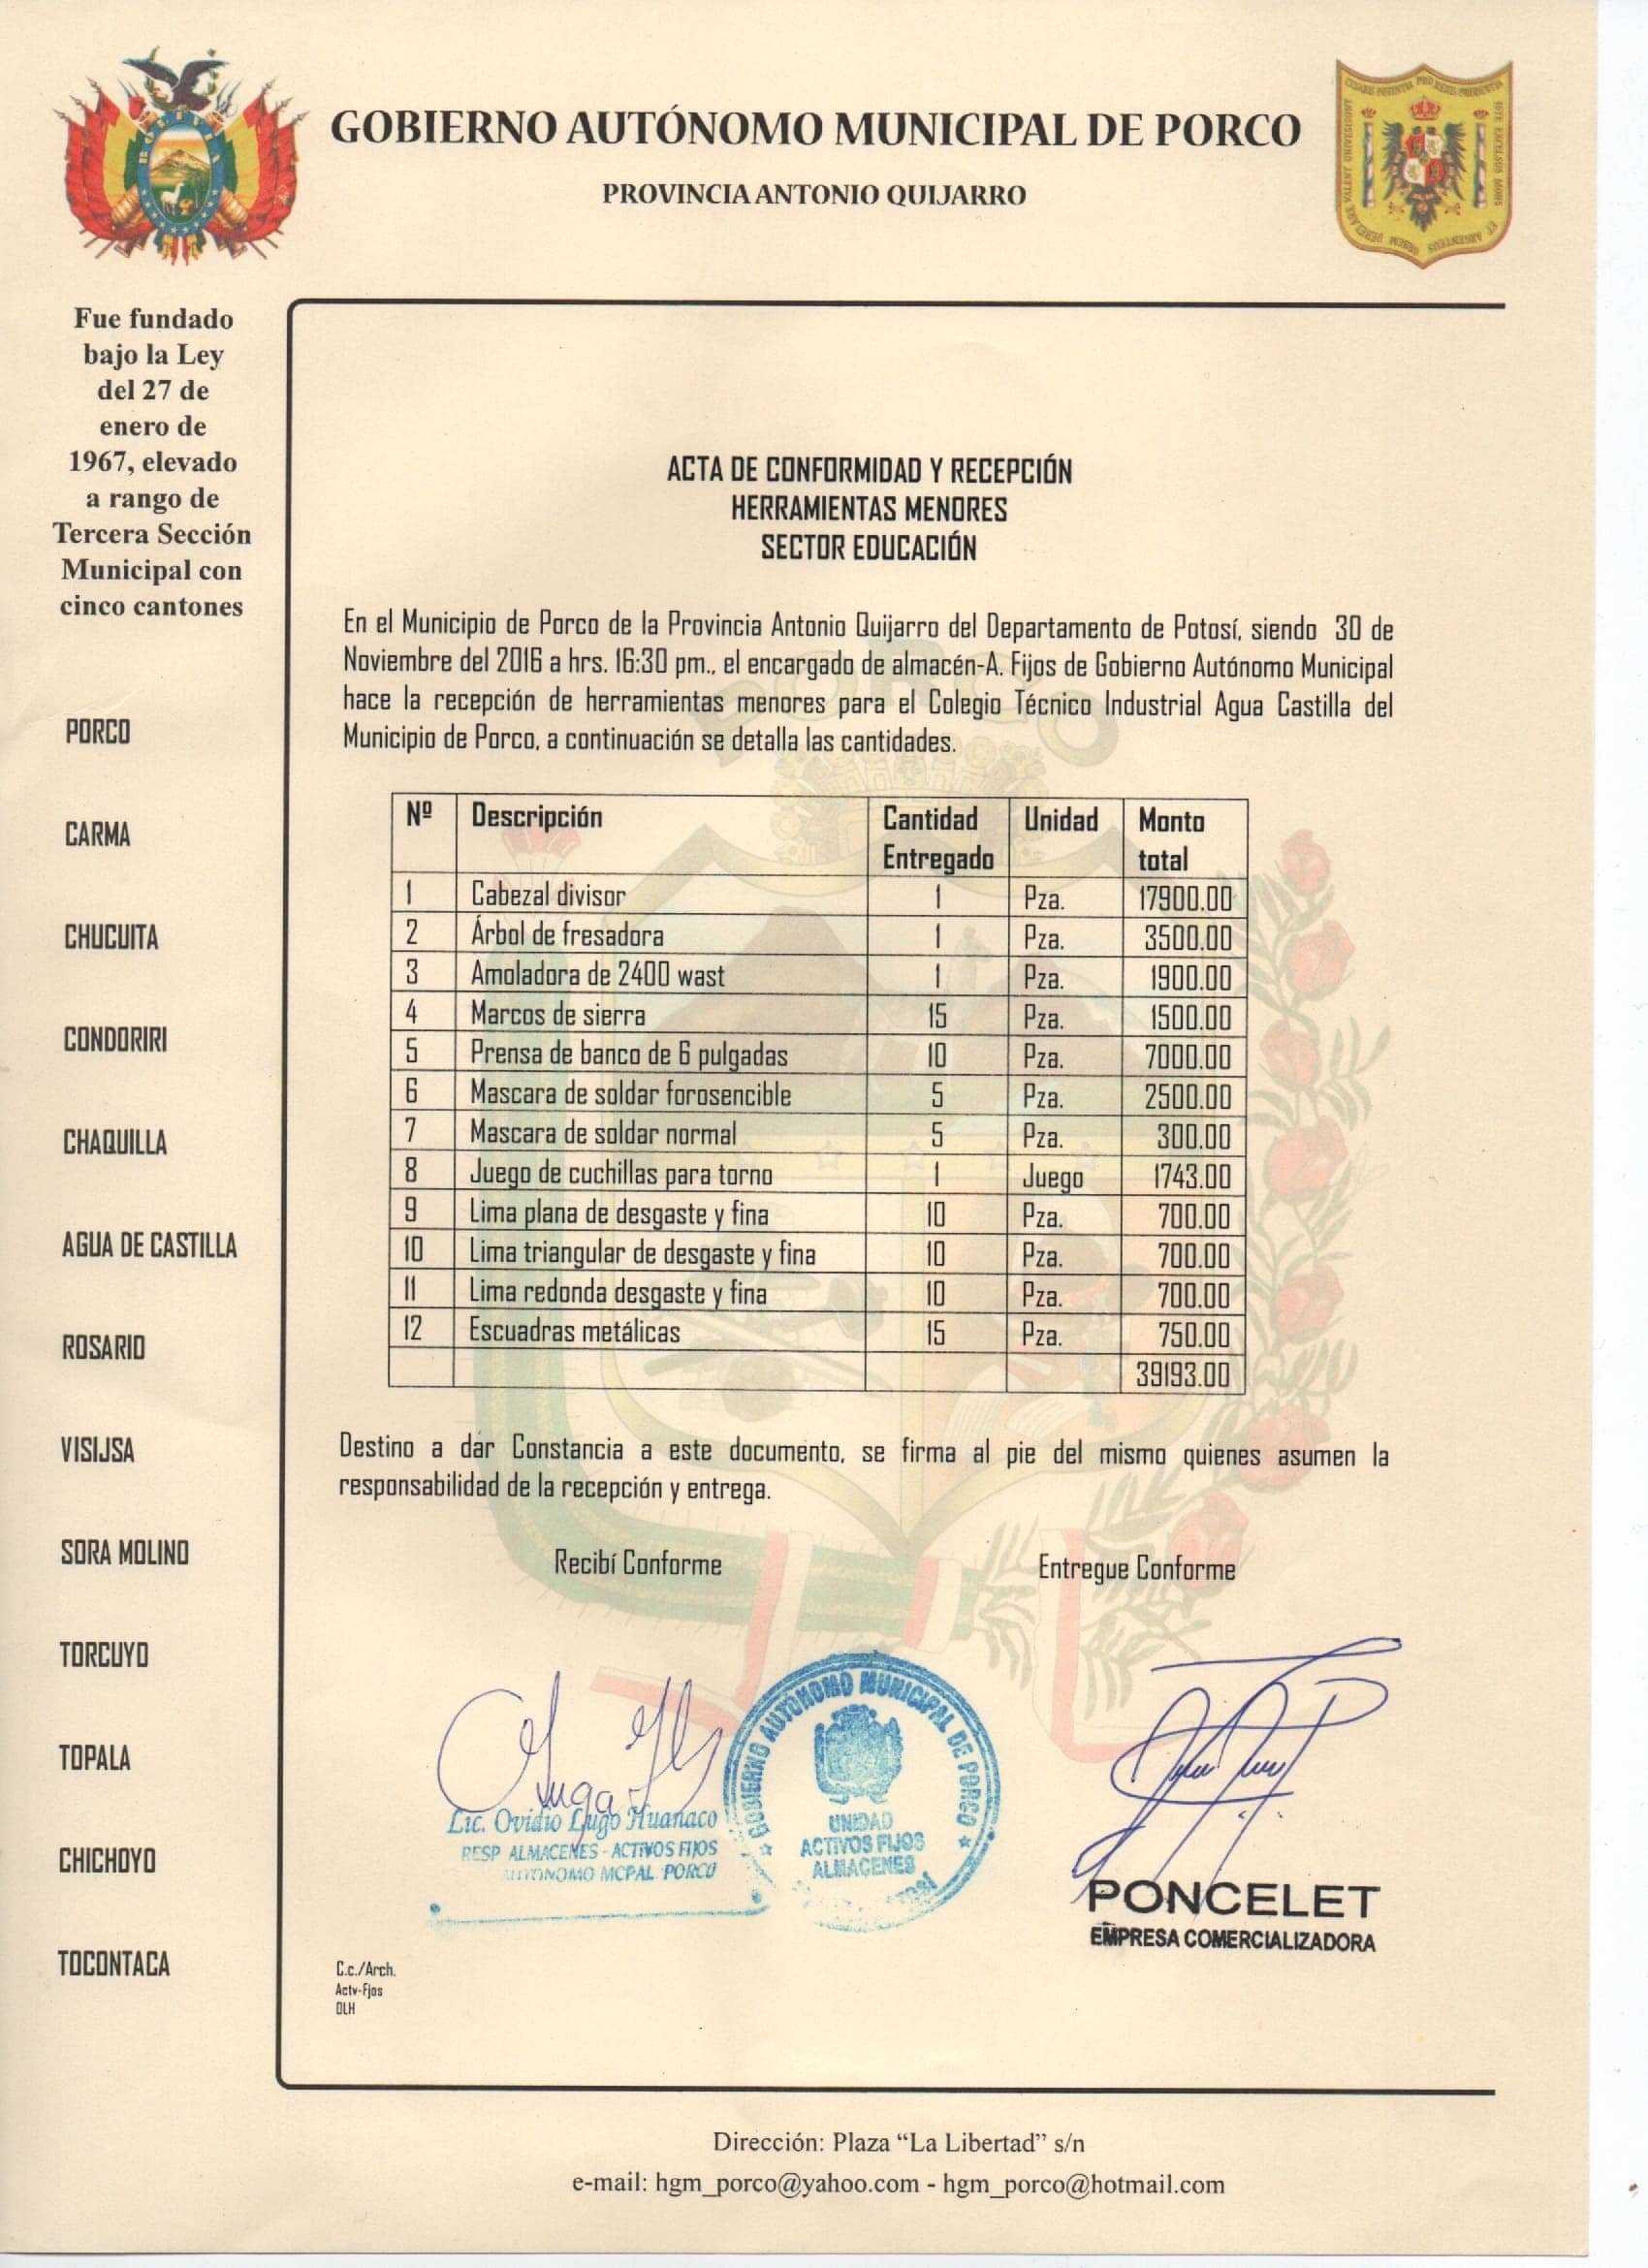 GOBIERNO AUTÓNOMO MUNICIPAL DE PORCO
PROVINCIA ANTONIO QUIJARRO
Fue fundado
bajo la Ley
del 27 de
enero de
1967, elevado
a rango de
Tercera Sección
Municipal con
cinco cantones
PORCO
CARMA
CHUCUITA
CONDORIRI
CHAQUILLA
AGUA DE CASTILLA
ROSARIO
VISIJSA
SORA MOLINO
TORCUYO
TOPALA
CHICHOYO
TOCONTACA
ACTA DE CONFORMIDAD Y RECEPCIÓN
HERRAMIENTAS MENORES
SECTOR EDUCACIÓN
En el Municipio de Porco de la Provincia Antonio Quijarro del Departamento de Potosí, siendo 30 de
Noviembre del 2016 a hrs. 16:30 pm., el encargado de almacén-A. Fijos de Gobierno Autónomo Municipal
hace la recepción de herramientas menores para el Colegio Técnico Industrial Agua Castilla del
Municipio de Porco, a continuación se detalla las cantidades.
PORCO
Nº Descripción Cantidad Entregado Unidad Monto total
1 Cabezal divisor 1 Pza. 17900.00
2 Árbol de fresadora 1 Pza. 3500.00
3 Amoladora de 2400 wast 1 Pza. 1900.00
4 Marcos de sierra 15 Pza. 1500.00
5 Prensa de banco de 6 pulgadas 10 Pza. 7000.00
6 Mascara de soldar forosencible 5 Pza. 2500.00
7 Mascara de soldar normal 5 Pza. 300.00
8 Juego de cuchillas para torno 1 Juego 1743.00
9 Lima plana de desgaste y fina 10 Pza. 700.00
10 Lima triangular de desgaste y fina 10 Pza. 700.00
11 Lima redonda desgaste y fina 10 Pza. 700.00
12 Escuadras metálicas 15 Pza. 750.00
39193.00
Destino a dar Constancia a este documento, se firma al pie del mismo quienes asumen la
responsabilidad de la recepción y entrega.
Recibí Conforme Entregue Conforme
Lic. Ovidio Lugo Huanaco
RESP ALMACENES - ACTIVOS FIJOS
AUTONOMO MCPAL PORCO
GOBIERNO AUTONOMO MUNICIPAL DE PORCO
UNIDAD
ACTIVOS FIJOS
ALMACENES
PONCELET
EMPRESA COMERCIALIZADORA
C.c./Arch.
Actv-Fjos
OLH
Dirección: Plaza “La Libertad” s/n
e-mail: hgm_porco@yahoo.com - hgm_porco@hotmail.com